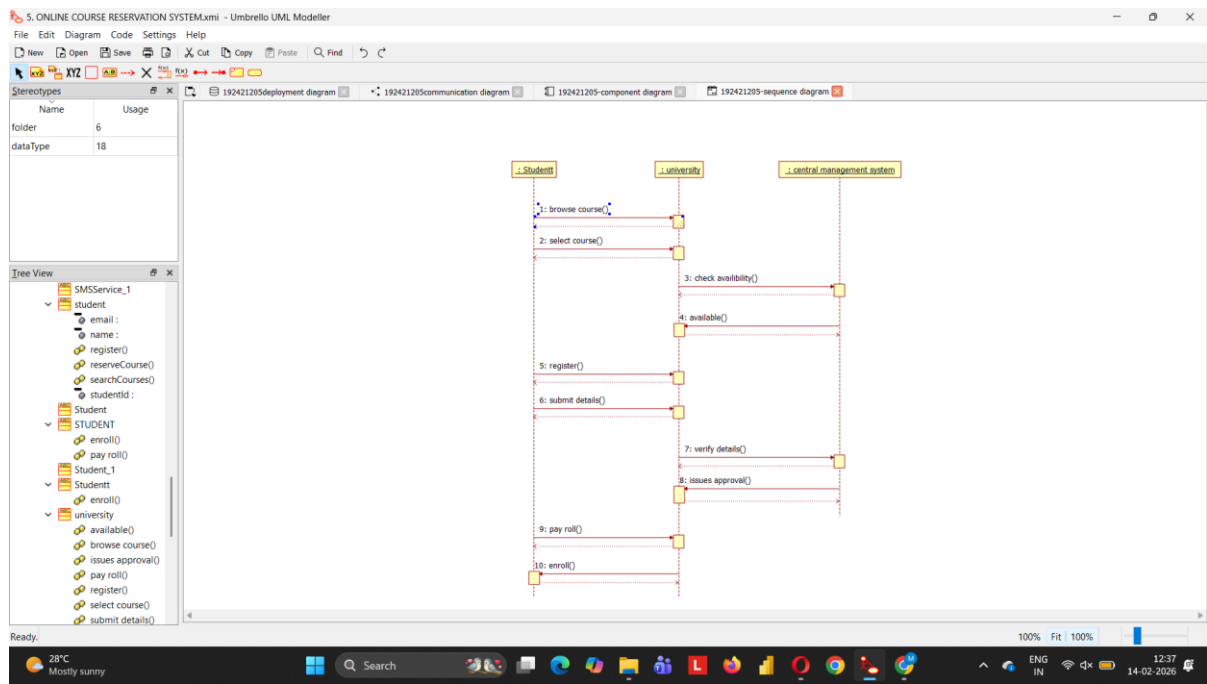 5. ONLINE COURSE RESERVATION SYSTEM.xmi - Umbrello UML Modeller
File Edit Diagram Code Settings Help
New Open Save Cut Copy Paste Find
XYZ XYZ A:B f(x) f(x)
Stereotypes
Name Usage
folder 6
dataType 18
192421205deployment diagram 192421205communication diagram 192421205-component diagram 192421205-sequence diagram
Tree View
SMSService_1
student
email :
name :
register()
reserveCourse()
searchCourses()
studentId :
Student
STUDENT
enroll()
pay roll()
Student_1
Studentt
enroll()
university
available()
browse course()
issues approval()
pay roll()
register()
select course()
submit details()
: Studentt : university : central management system
1: browse course()
2: select course()
3: check availibility()
4: available()
5: register()
6: submit details()
7: verify details()
8: issues approval()
9: pay roll()
10: enroll()
Ready. 100% Fit 100%
28°C
Mostly sunny
Search
L
M
ENG
IN
12:37
14-02-2026